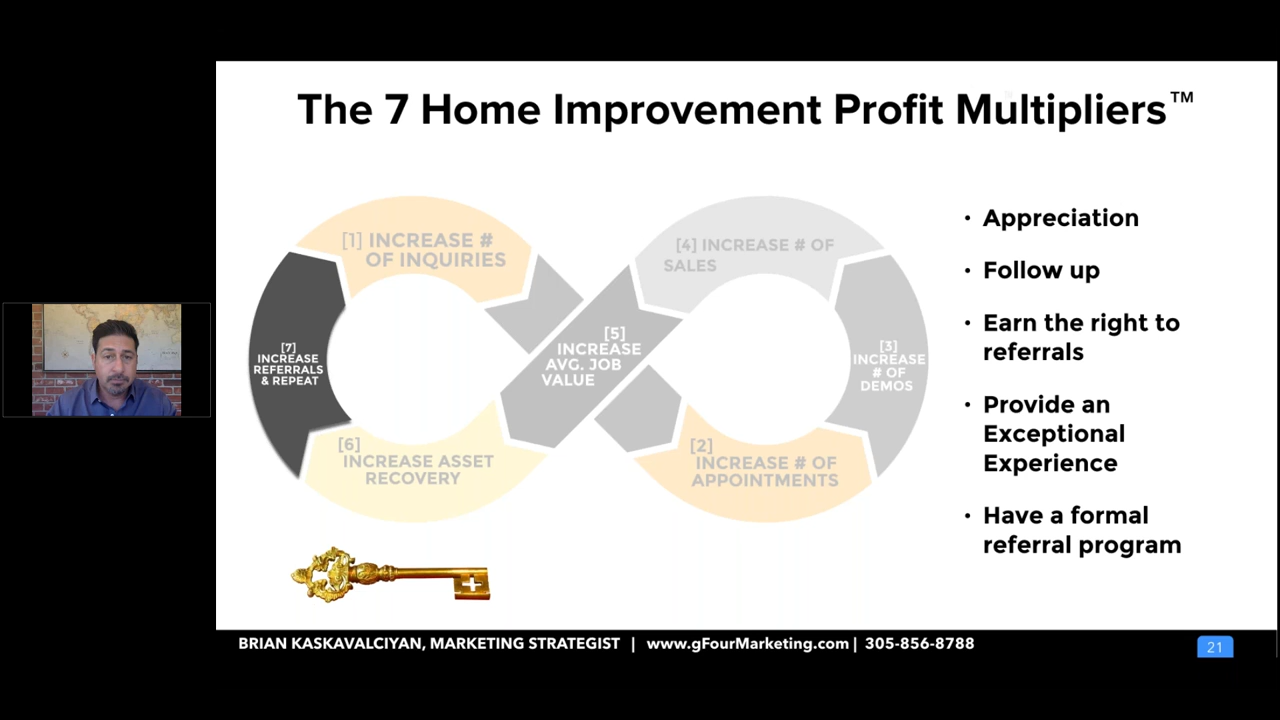 The 7 Home Improvement Profit Multipliers™
[1] INCREASE #
OF INQUIRIES
[4] INCREASE # OF
SALES
[7]
INCREASE
REFERRALS
& REPEAT
[5]
INCREASE
AVG. JOB
VALUE
[3]
INCREASE
# OF
DEMOS
[6]
INCREASE ASSET
RECOVERY
[2]
INCREASE # OF
APPOINTMENTS
• Appreciation
• Follow up
• Earn the right to
referrals
• Provide an
Exceptional
Experience
• Have a formal
referral program
BRIAN KASKAVALCIYAN, MARKETING STRATEGIST | www.gFourMarketing.com | 305-856-8788
21